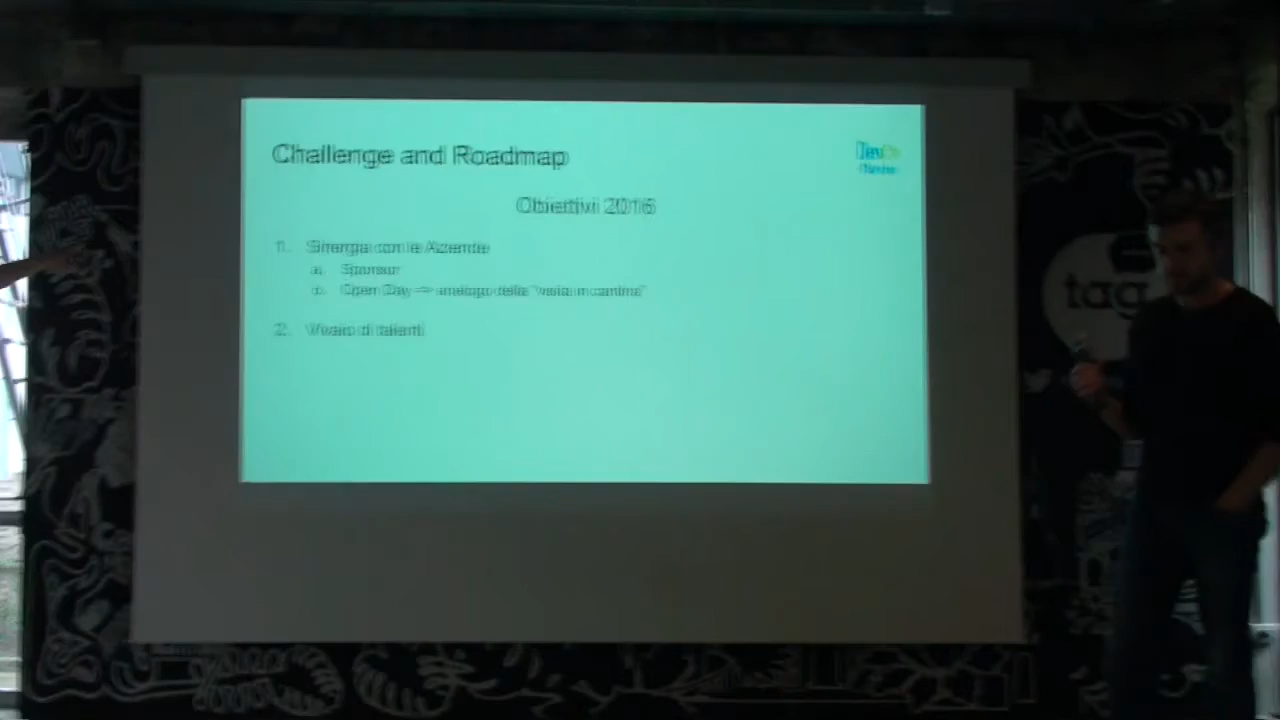 Challenge and Roadmap
Obiettivi 2016
1. Sinergia con le Aziende
a. Sponsor
b. Open Day => analogo della "visita in cantina"
2. Vivaio di talenti
tag